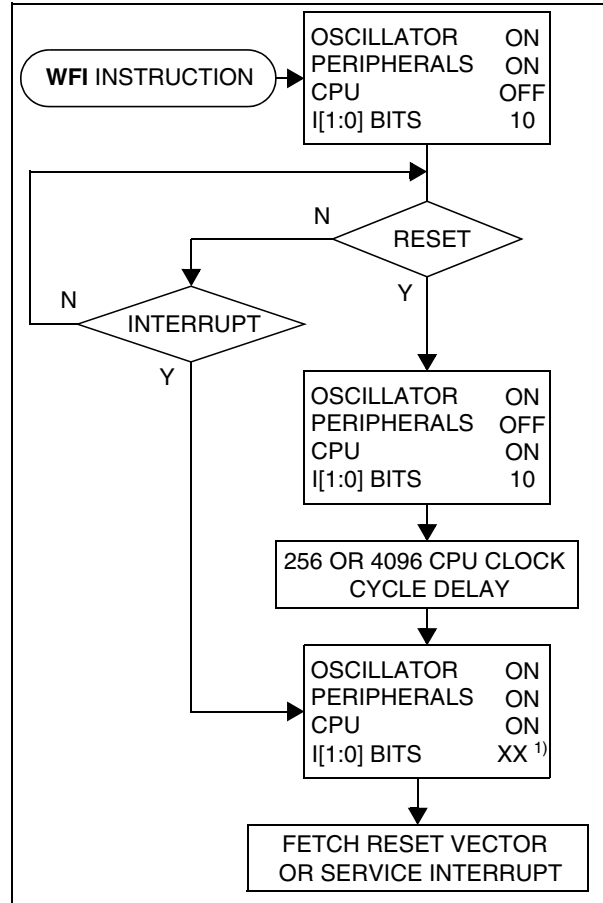 WFI INSTRUCTION
OSCILLATOR ON
PERIPHERALS ON
CPU OFF
I[1:0] BITS 10
N
RESET
Y
N
INTERRUPT
Y
OSCILLATOR ON
PERIPHERALS OFF
CPU ON
I[1:0] BITS 10
256 OR 4096 CPU CLOCK
CYCLE DELAY
OSCILLATOR ON
PERIPHERALS ON
CPU ON
I[1:0] BITS XX 1)
FETCH RESET VECTOR
OR SERVICE INTERRUPT